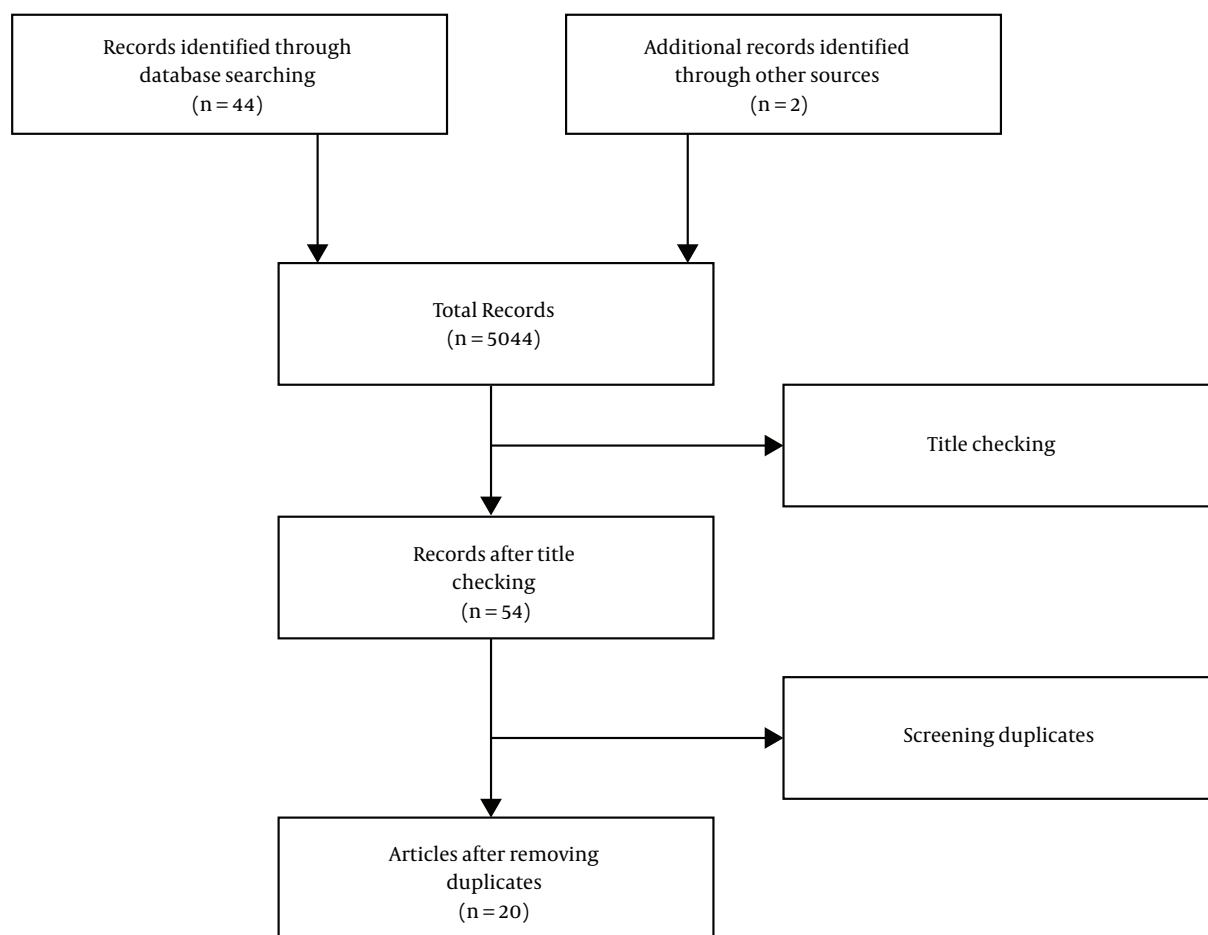 Records identified through
database searching
(n = 44)
Additional records identified
through other sources
(n = 2)
Total Records
(n = 5044)
Title checking
Records after title
checking
(n = 54)
Screening duplicates
Articles after removing
duplicates
(n = 20)